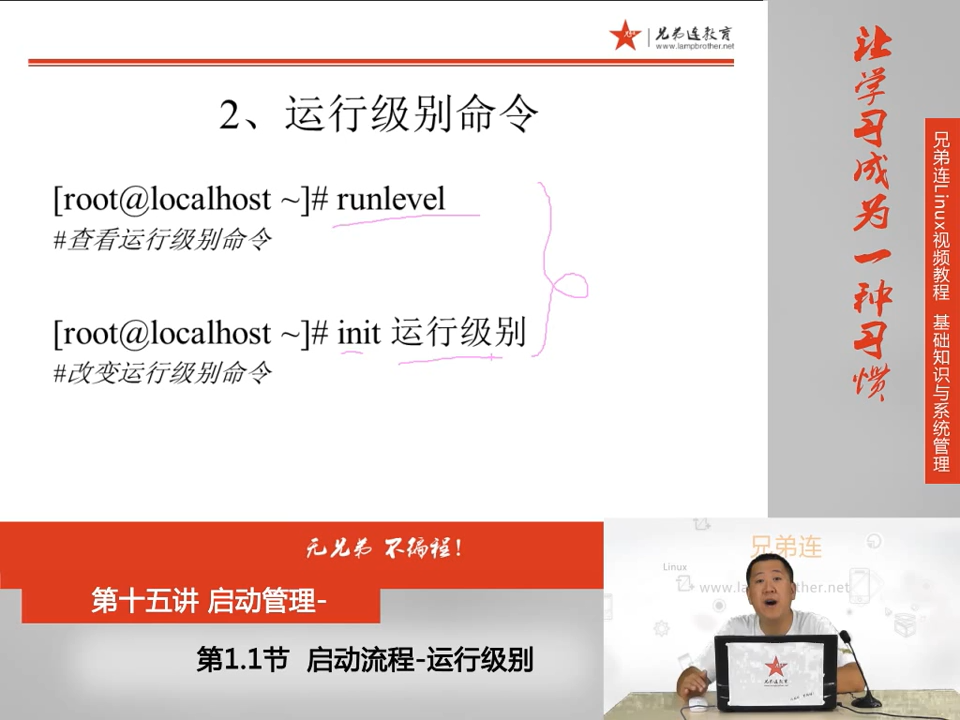 兄弟连教育
www.lampbrother.net
2、运行级别命令
[root@localhost ~]# runlevel
#查看运行级别命令
[root@localhost ~]# init 运行级别
#改变运行级别命令
让学习成为一种习惯
兄弟连Linux视频教程 基础知识与系统管理
无兄弟 不编程!
第十五讲 启动管理-
第1.1节 启动流程-运行级别
兄弟连
Linux
兄弟连教育